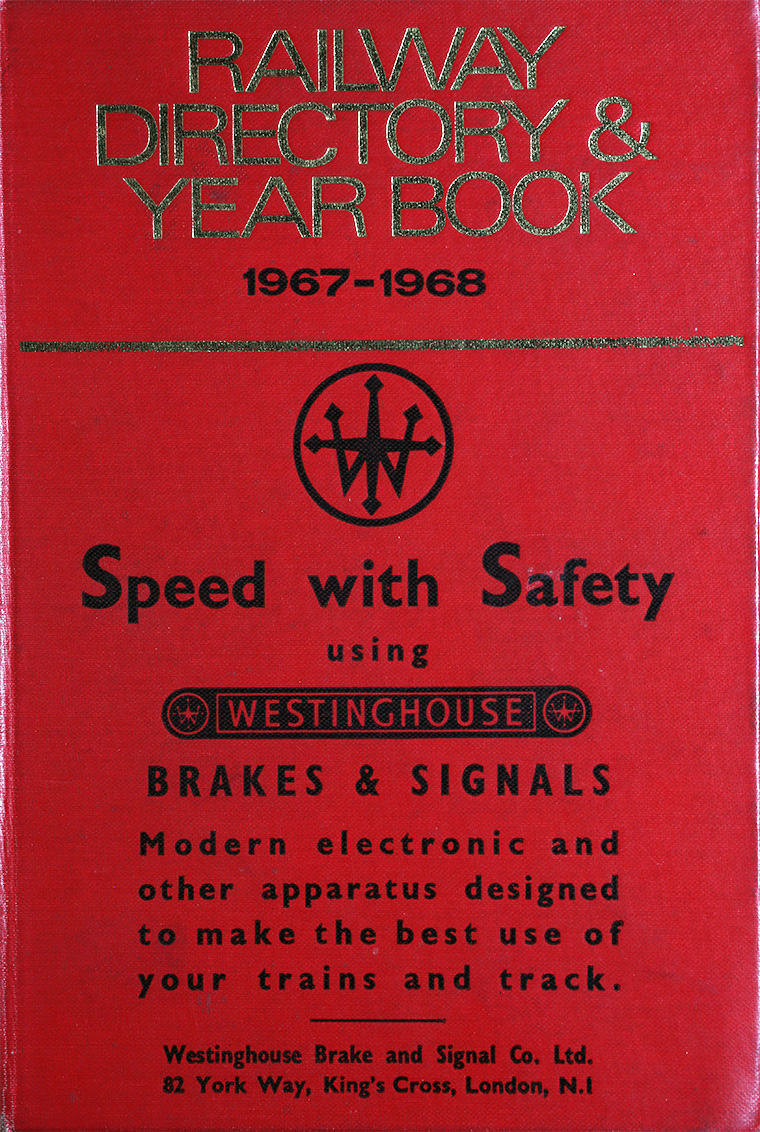 RAILWAY
DIRECTORY &
YEAR BOOK
1967-1968
Speed with Safety
using
WESTINGHOUSE
BRAKES & SIGNALS
Modern electronic and
other apparatus designed
to make the best use of
your trains and track.
Westinghouse Brake and Signal Co. Ltd.
82 York Way, King's Cross, London, N.1